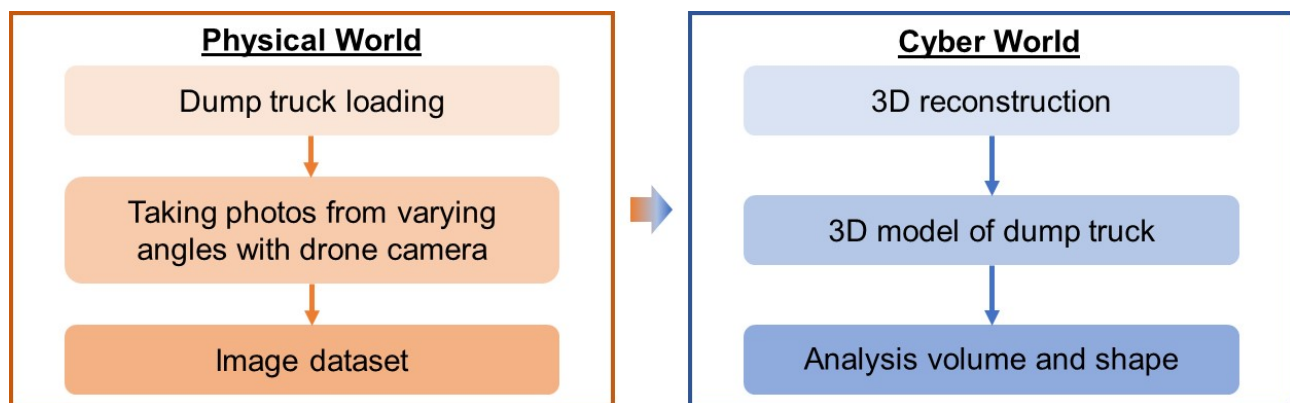 Physical World
Dump truck loading
Taking photos from varying
angles with drone camera
Image dataset
Cyber World
3D reconstruction
3D model of dump truck
Analysis volume and shape